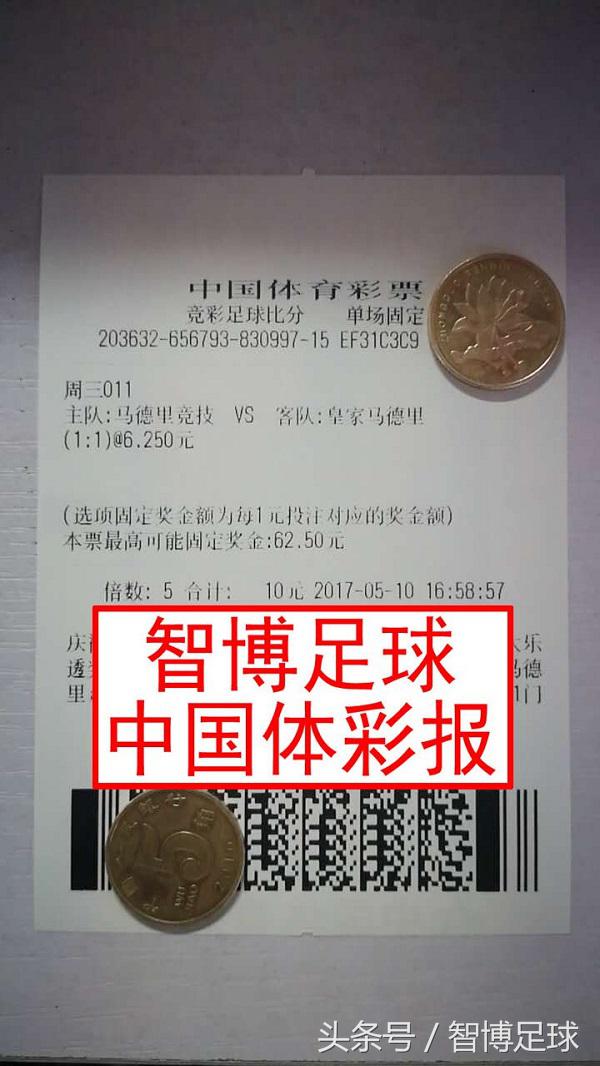 中国体育彩票
竞彩足球比分 单场固定
203632-656793-830997-15 EF31C3C9
周三011
主队:马德里竞技 VS 客队:皇家马德里
(1:1)@6.250元
(选项固定奖金额为每1元投注对应的奖金额)
本票最高可能固定奖金:62.50元
倍数: 5 合计: 10元 2017-05-10 16:58:57
智博足球
中国体彩报
头条号 / 智博足球